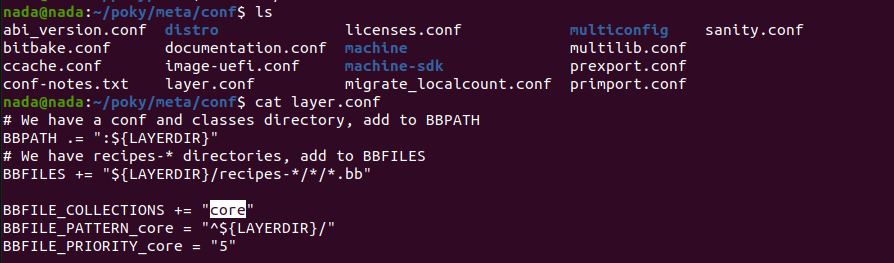 nada@nada:~/poky/meta/conf$ ls
abi_version.conf  distro              licenses.conf            multiconfig    sanity.conf
bitbake.conf      documentation.conf  machine                  multilib.conf
ccache.conf       image-uefi.conf     machine-sdk              prexport.conf
conf-notes.txt    layer.conf          migrate_localcount.conf  primport.conf
nada@nada:~/poky/meta/conf$ cat layer.conf
# We have a conf and classes directory, add to BBPATH
BBPATH .= ":${LAYERDIR}"
# We have recipes-* directories, add to BBFILES
BBFILES += "${LAYERDIR}/recipes-*/*/*.bb"
BBFILE_COLLECTIONS += "core"
BBFILE_PATTERN_core = "^${LAYERDIR}/"
BBFILE_PRIORITY_core = "5"